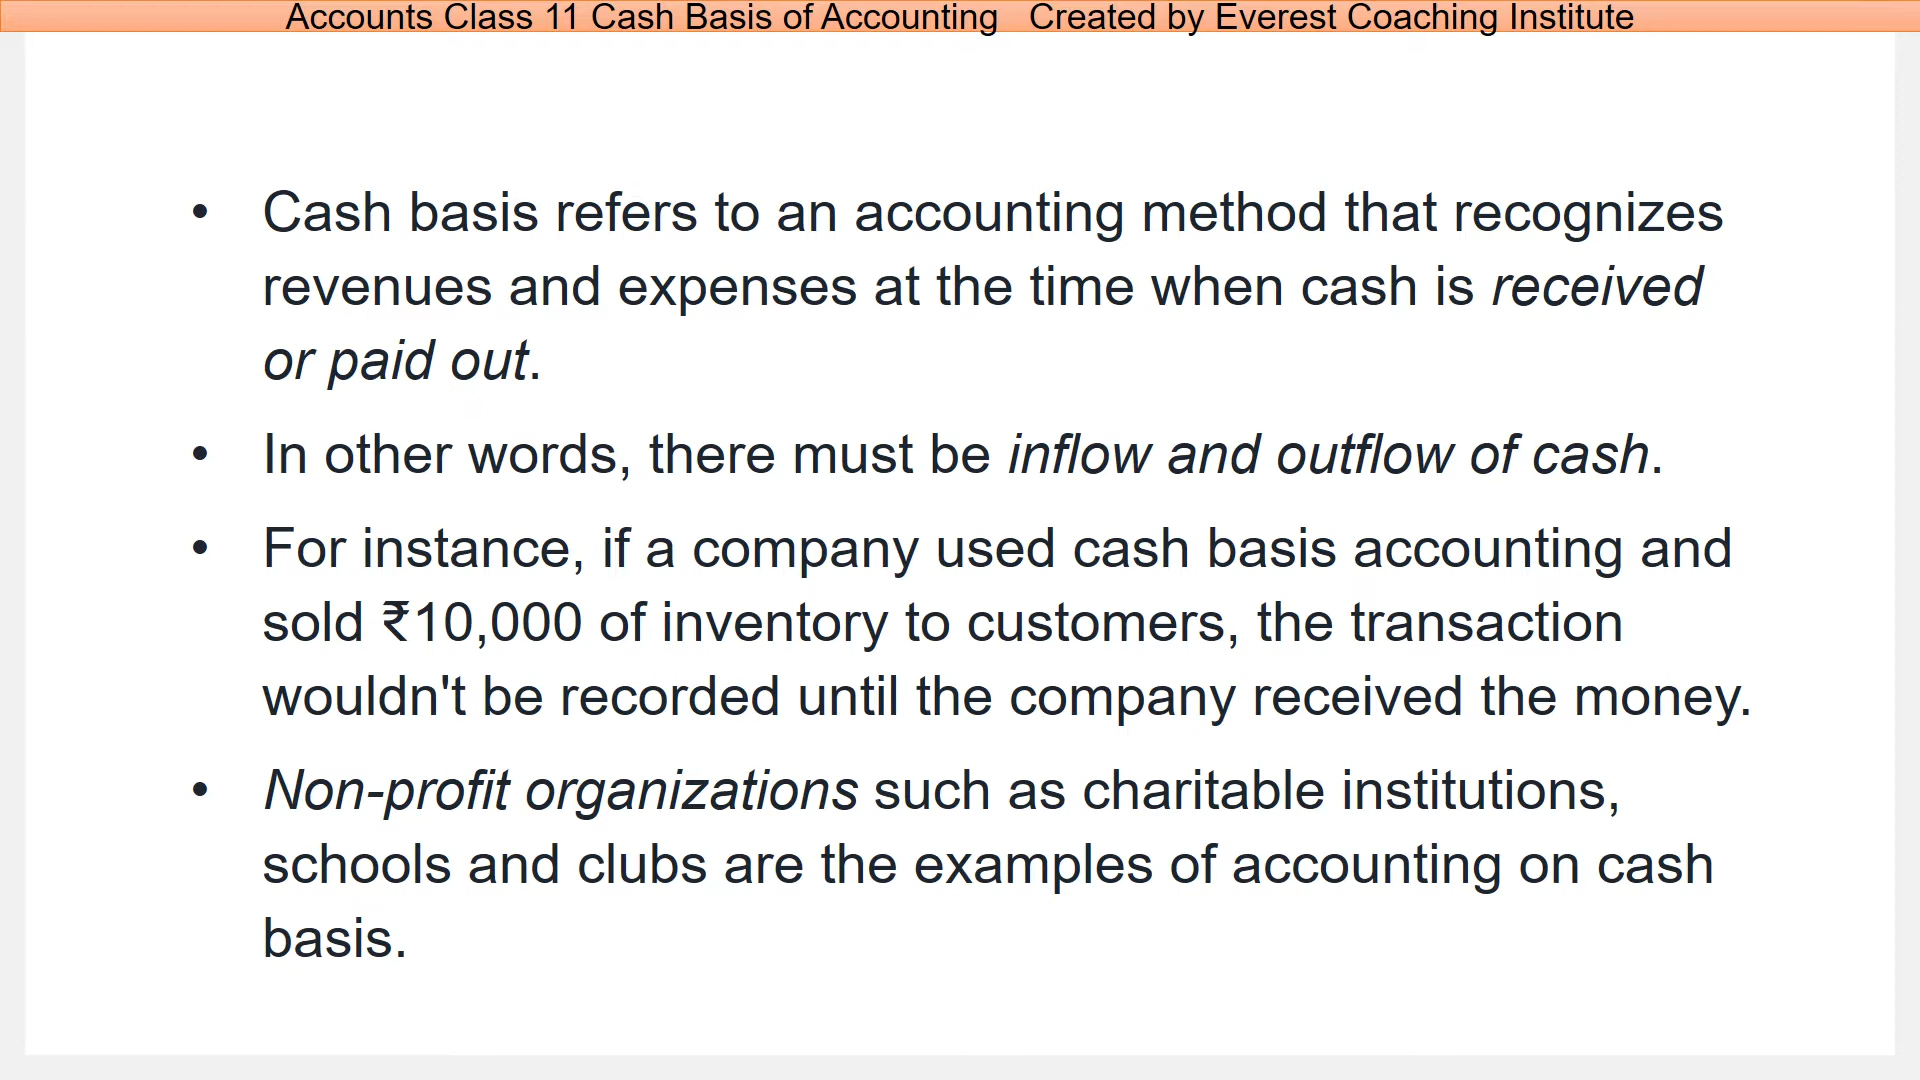 Accounts Class 11 Cash Basis of Accounting   Created by Everest Coaching Institute
• Cash basis refers to an accounting method that recognizes
revenues and expenses at the time when cash is received
or paid out.
• In other words, there must be inflow and outflow of cash.
• For instance, if a company used cash basis accounting and
sold ₹10,000 of inventory to customers, the transaction
wouldn't be recorded until the company received the money.
• Non-profit organizations such as charitable institutions,
schools and clubs are the examples of accounting on cash
basis.